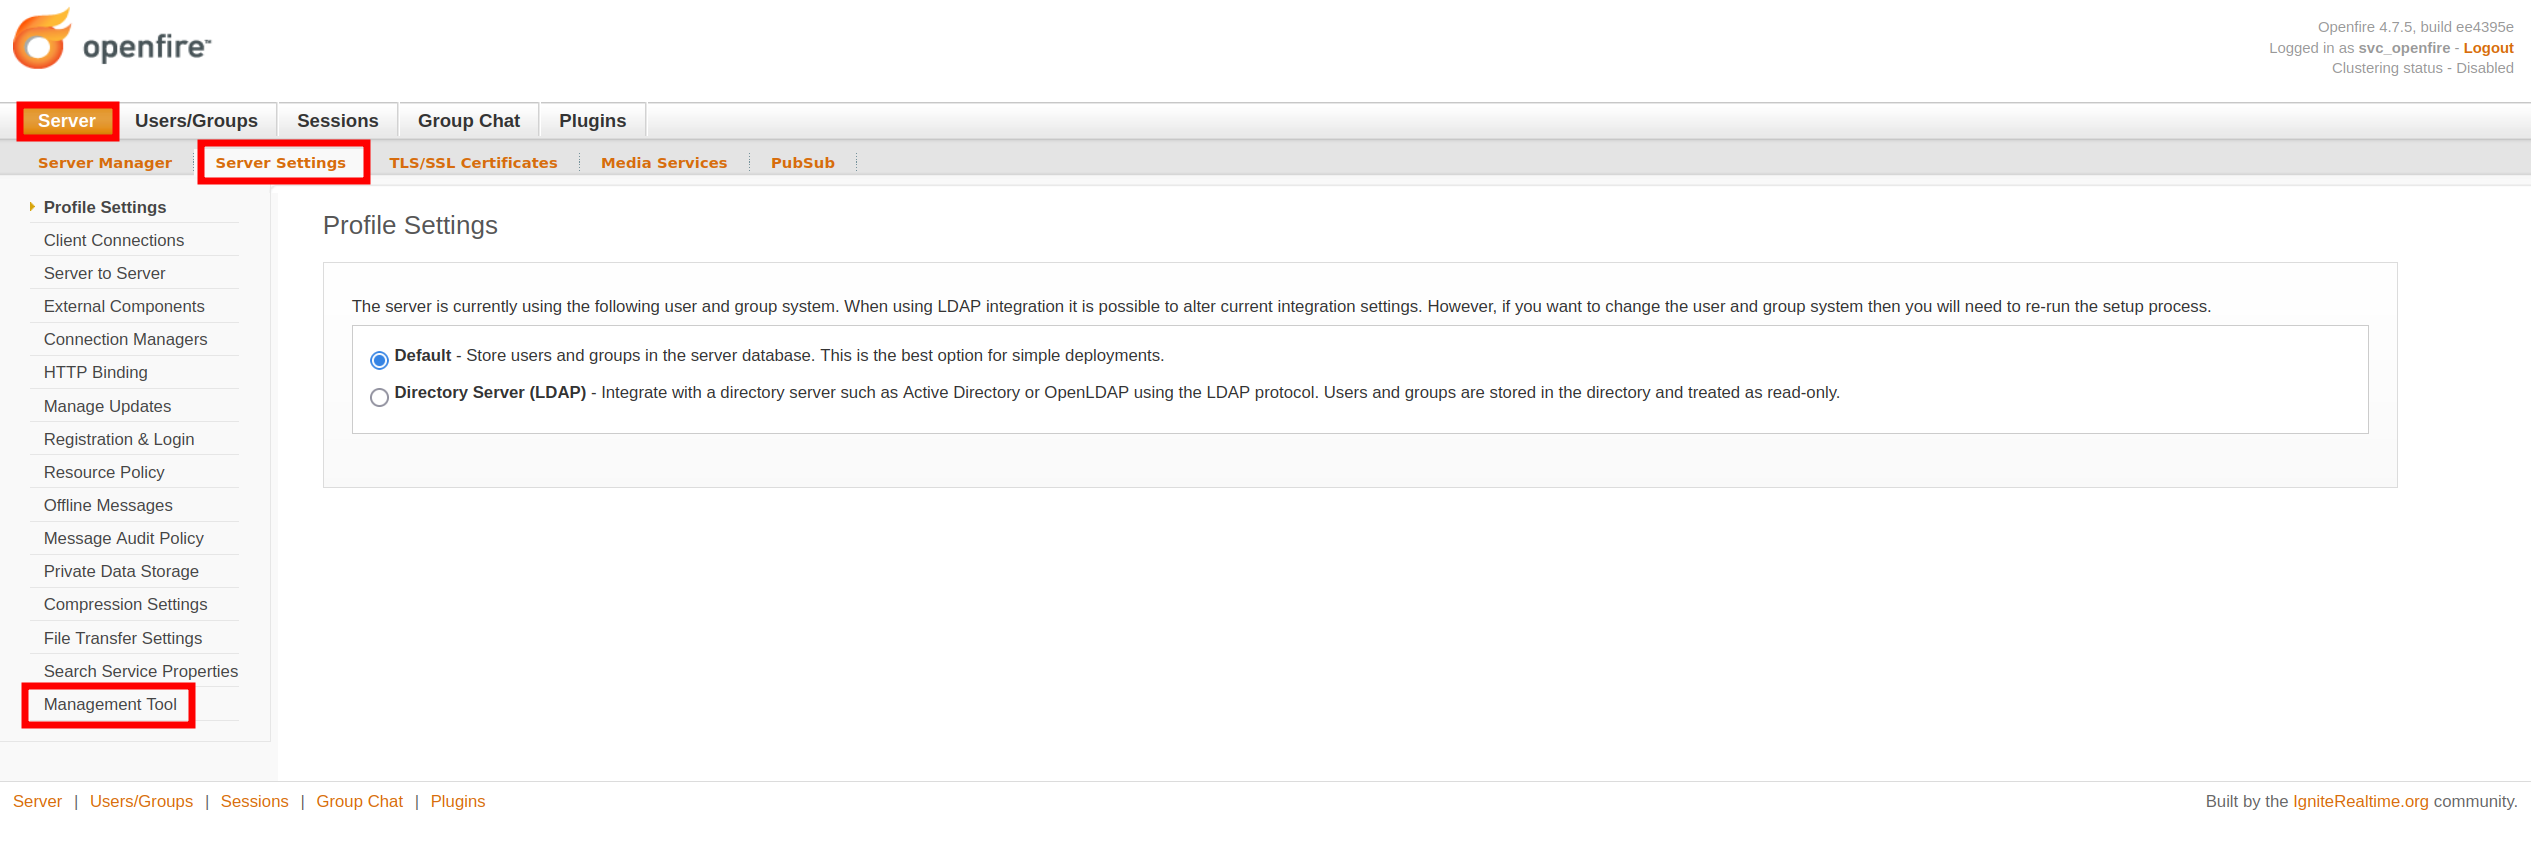 openfire™
Openfire 4.7.5, build ee4395e
Logged in as svc_openfire - Logout
Clustering status - Disabled
Server Users/Groups Sessions Group Chat Plugins
Server Manager Server Settings TLS/SSL Certificates Media Services PubSub
Profile Settings
Client Connections
Server to Server
External Components
Connection Managers
HTTP Binding
Manage Updates
Registration & Login
Resource Policy
Offline Messages
Message Audit Policy
Private Data Storage
Compression Settings
File Transfer Settings
Search Service Properties
Management Tool
Profile Settings
The server is currently using the following user and group system. When using LDAP integration it is possible to alter current integration settings. However, if you want to change the user and group system then you will need to re-run the setup process.
Default - Store users and groups in the server database. This is the best option for simple deployments.
Directory Server (LDAP) - Integrate with a directory server such as Active Directory or OpenLDAP using the LDAP protocol. Users and groups are stored in the directory and treated as read-only.
Server | Users/Groups | Sessions | Group Chat | Plugins
Built by the IgniteRealtime.org community.